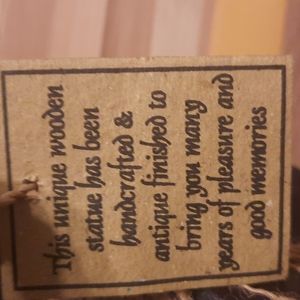 This unique wooden
statue has been
handcrafted &
antique finished to
bring you many
years of pleasure and
good memories